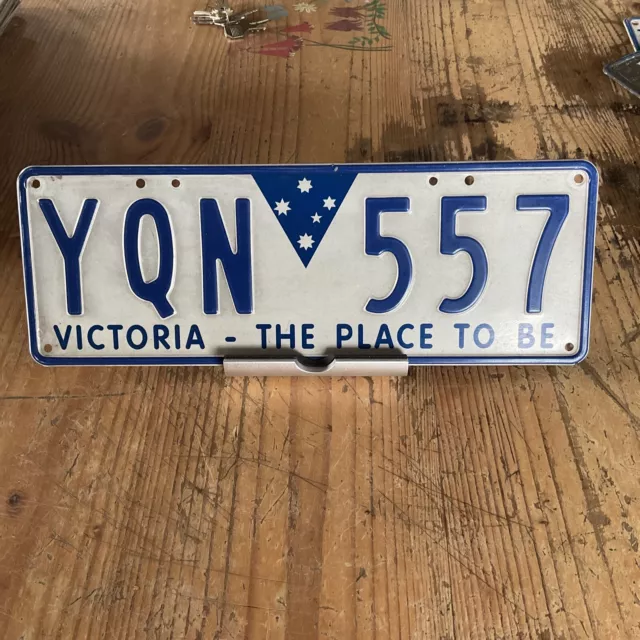 YQN 557
VICTORIA - THE PLACE TO BE